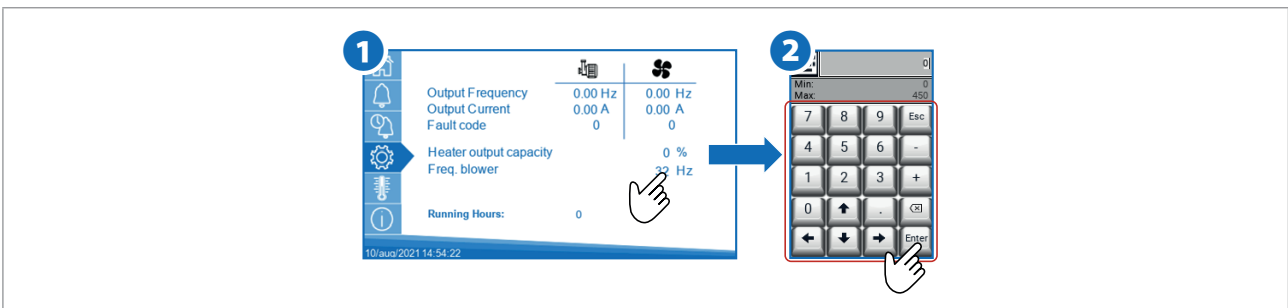 1
2
Output Frequency 0.00 Hz 0.00 Hz
Output Current 0.00 A 0.00 A
Fault code 0 0
Heater output capacity 0 %
Freq. blower 32 Hz
Running Hours: 0
10/aug/2021 14:54:22
0
Min: 0
Max: 450
7 8 9 Esc
4 5 6 -
1 2 3 +
0 .
Enter